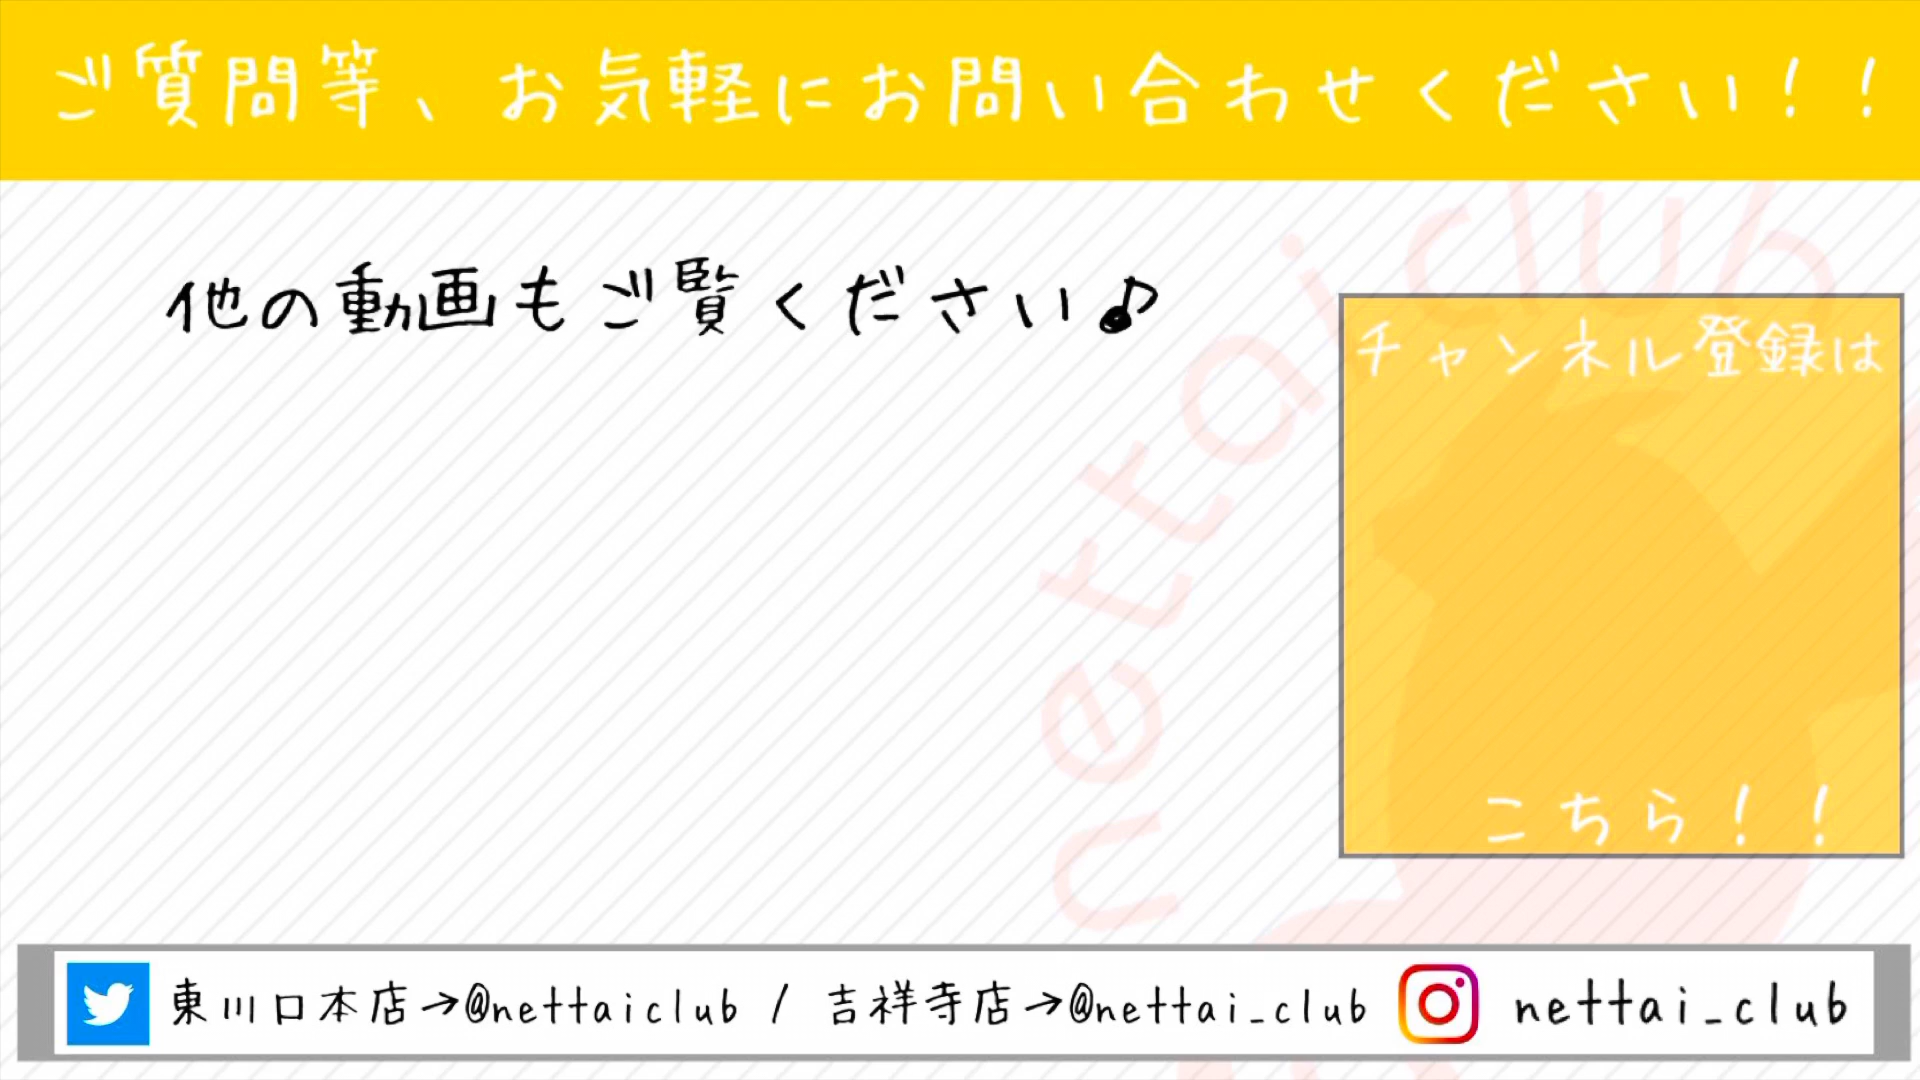 ご質問等、お気軽にお問い合わせください！！
他の動画もご覧ください♪
nettaiclub
チャンネル登録は
こちら！！
東川口本店→@nettaiclub / 吉祥寺店→@nettai_club
nettai_club